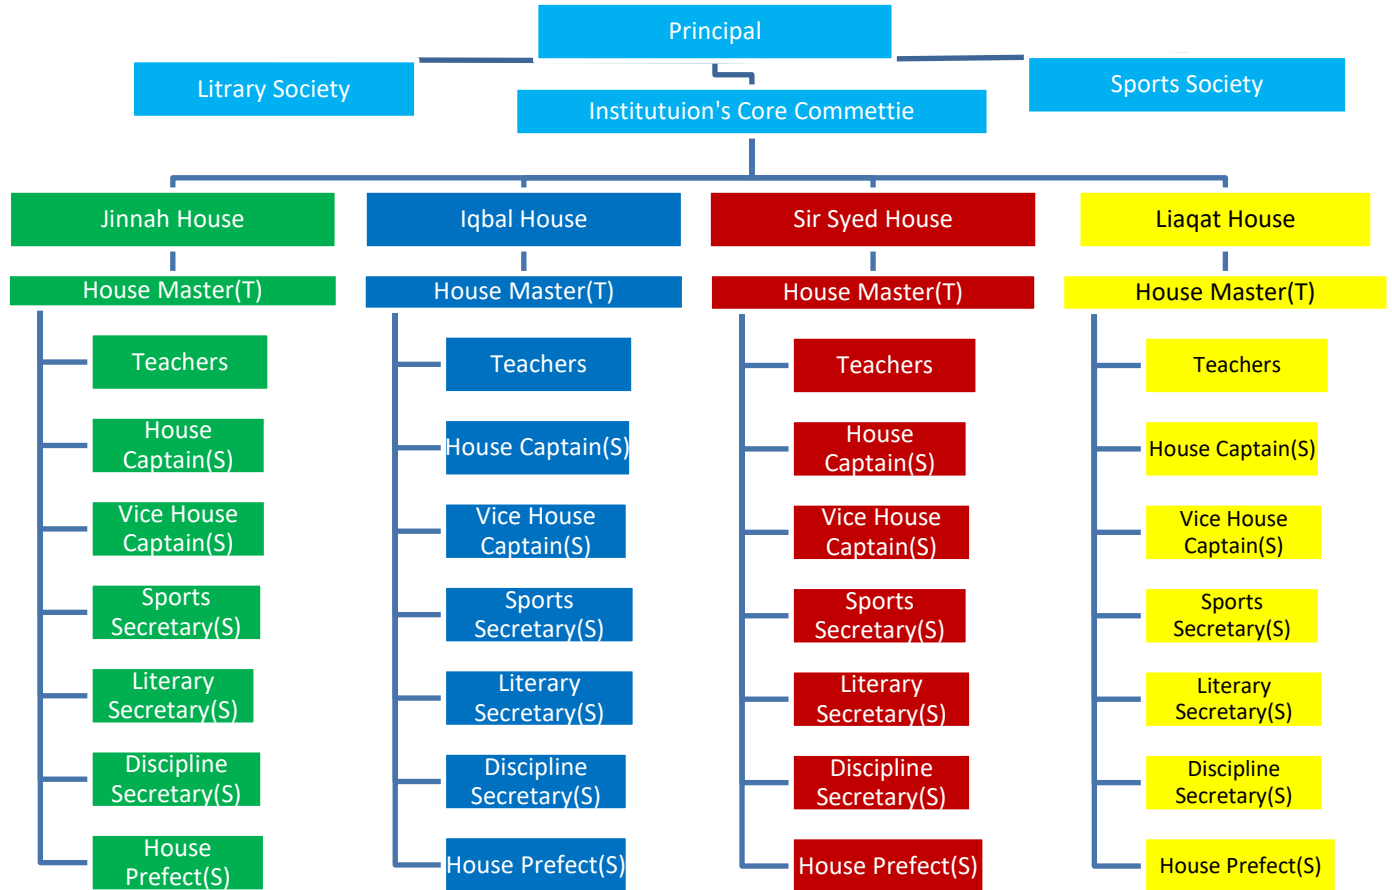 Principal
Litrary Society
Sports Society
Institutuion's Core Commettie
Jinnah House
House Master(T)
Teachers
House
Captain(S)
Vice House
Captain(S)
Sports
Secretary(S)
Literary
Secretary(S)
Discipline
Secretary(S)
House
Prefect(S)
Iqbal House
House Master(T)
Teachers
House Captain(S)
Vice House
Captain(S)
Sports
Secretary(S)
Literary
Secretary(S)
Discipline
Secretary(S)
House Prefect(S)
Sir Syed House
House Master(T)
Teachers
House
Captain(S)
Vice House
Captain(S)
Sports
Secretary(S)
Literary
Secretary(S)
Discipline
Secretary(S)
House Prefect(S)
Liaqat House
House Master(T)
Teachers
House Captain(S)
Vice House
Captain(S)
Sports
Secretary(S)
Literary
Secretary(S)
Discipline
Secretary(S)
House Prefect(S)